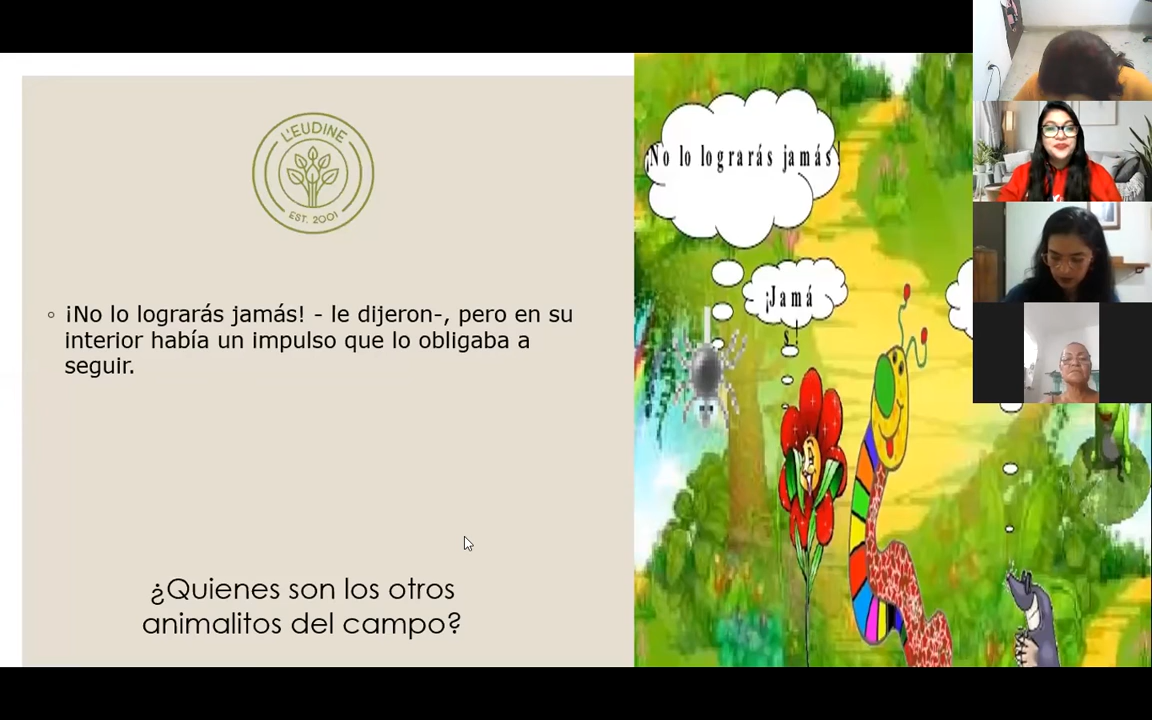 L'EUDINE
EST. 2001
¡No lo lograrás jamás! - le dijeron-, pero en su
interior había un impulso que lo obligaba a
seguir.
¿Quienes son los otros
animalitos del campo?
¡No lo lograrás jamás!
¡Jamá
s!